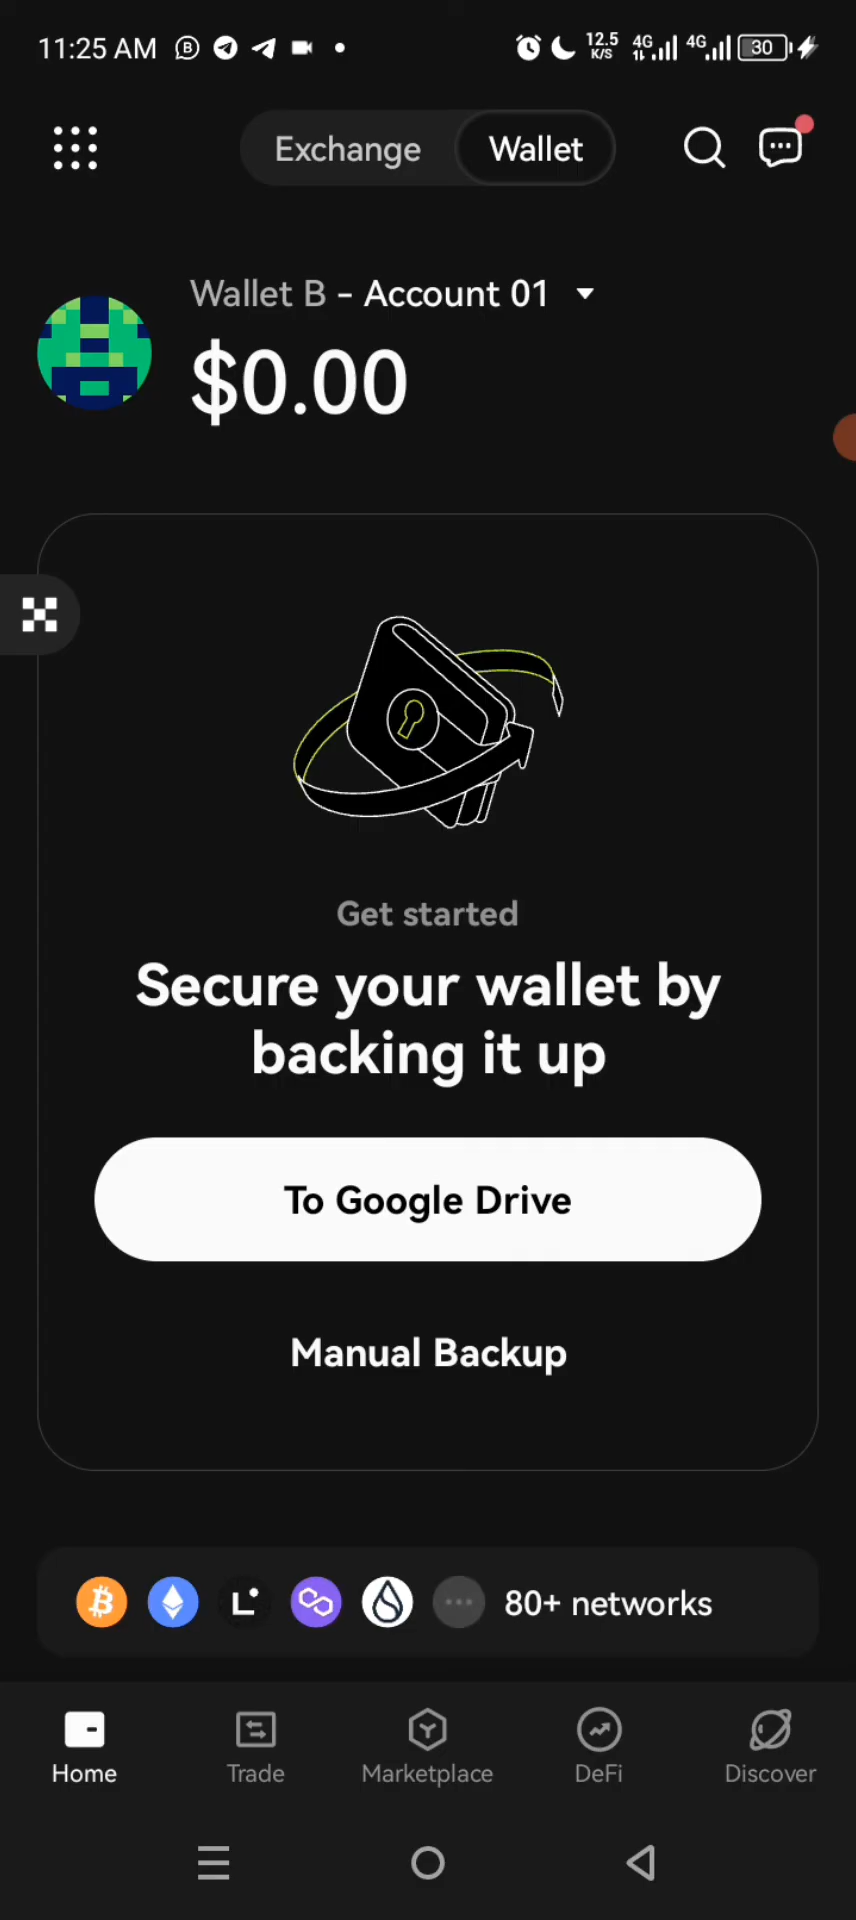 11:25 AM
12.5
K/S
4G
4G
30
Exchange
Wallet
Wallet B - Account 01
$0.00
Get started
Secure your wallet by
backing it up
To Google Drive
Manual Backup
80+ networks
Home
Trade
Marketplace
DeFi
Discover